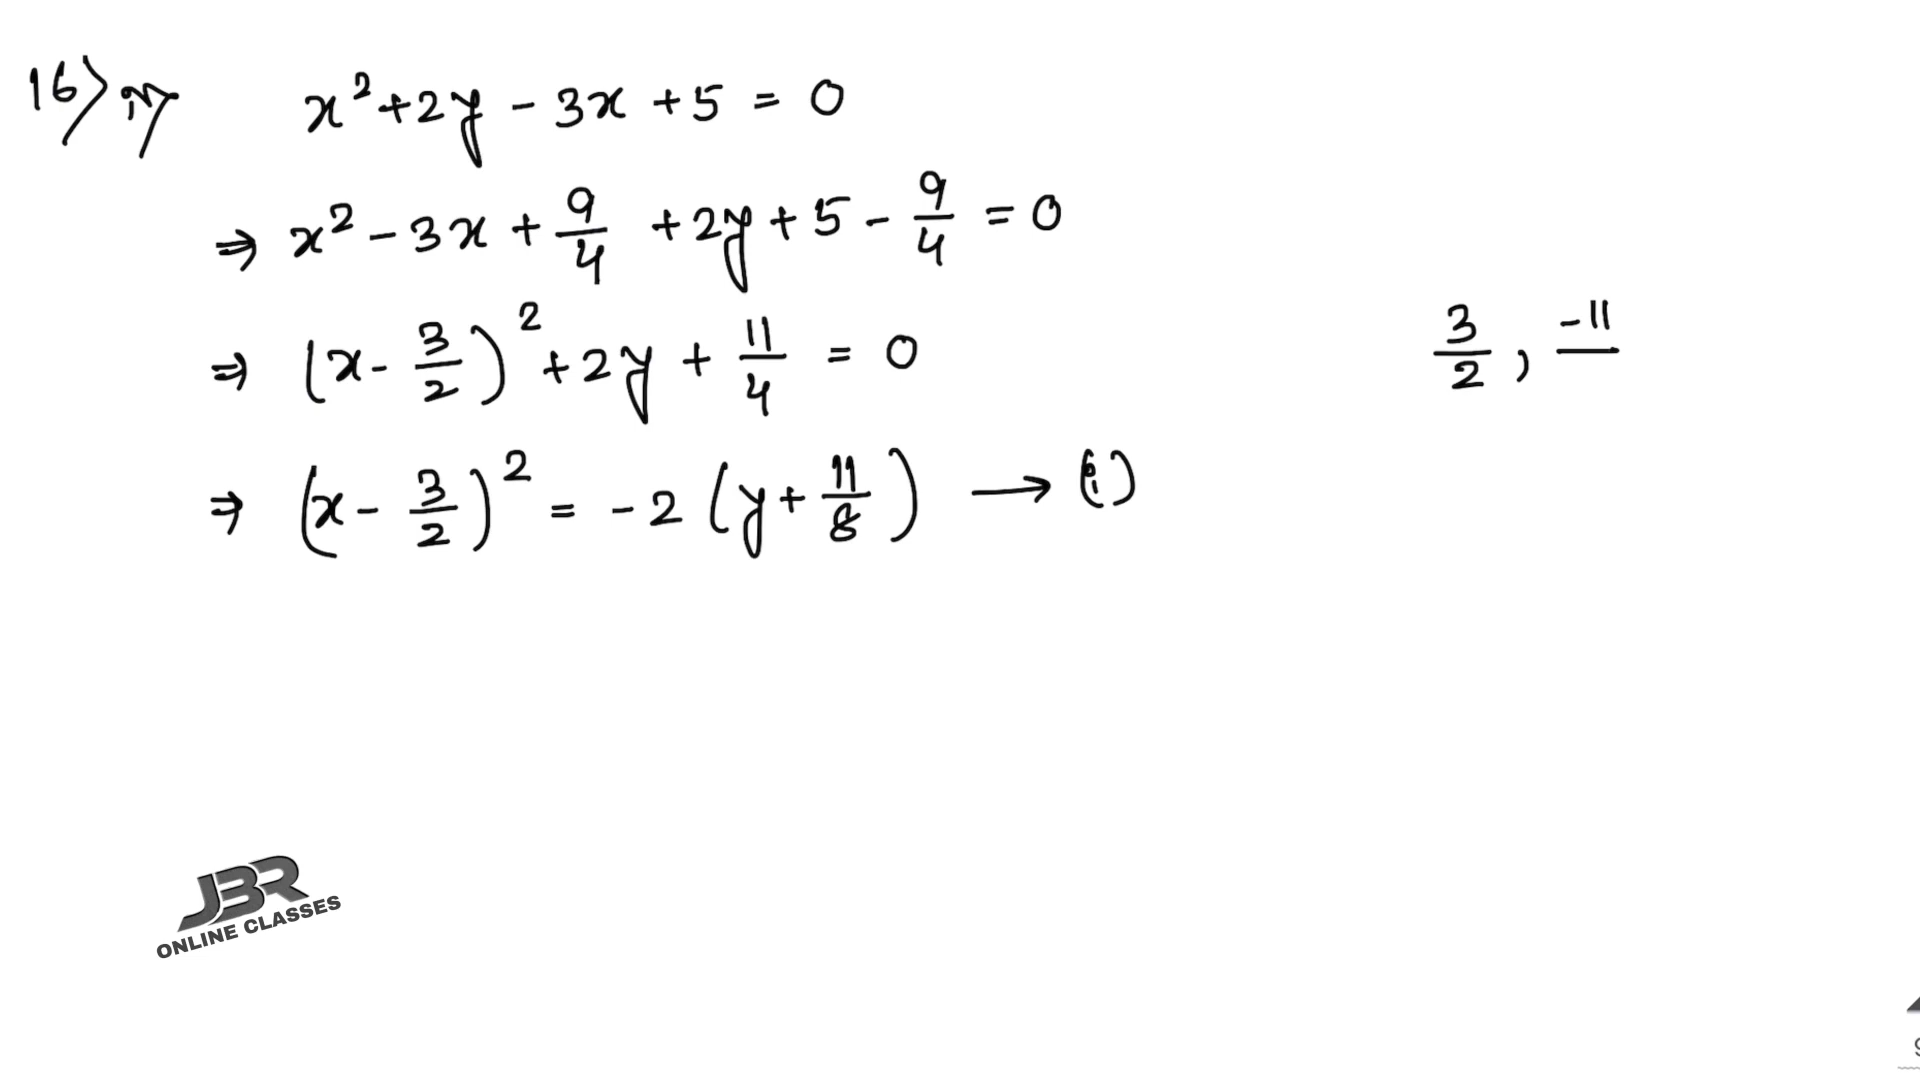 16) iv) x² + 2y - 3x + 5 = 0
⇒ x² - 3x + 9/4 + 2y + 5 - 9/4 = 0
⇒ (x - 3/2)² + 2y + 11/4 = 0
3/2 , -11/
⇒ (x - 3/2)² = -2 (y + 11/8) → (i)
JBR
ONLINE CLASSES